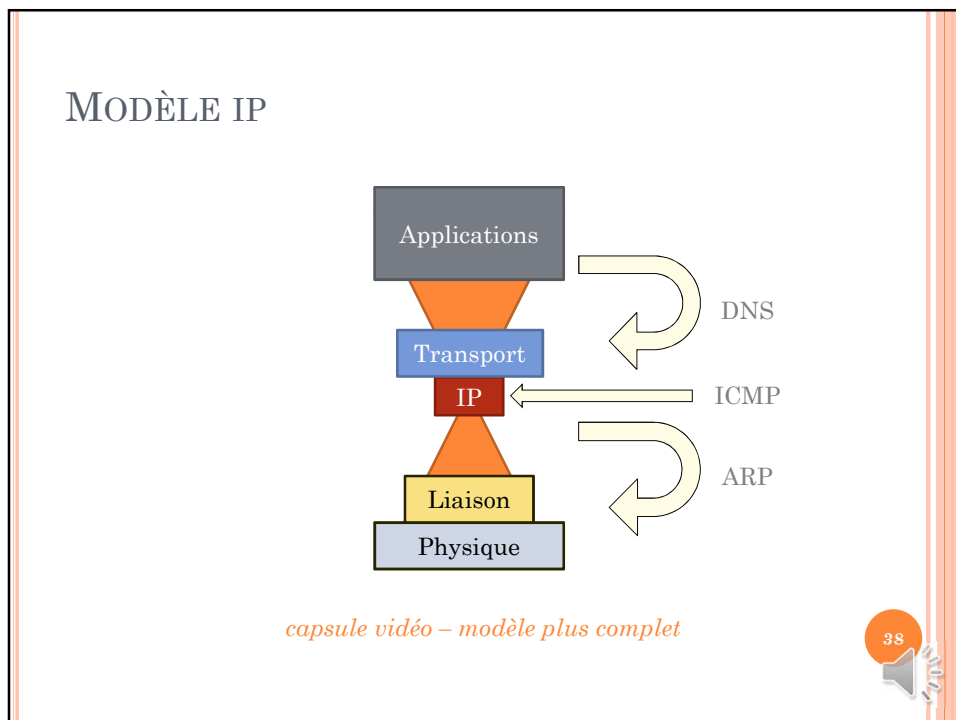 MODÈLE IP
Applications
DNS
Transport
IP
ICMP
ARP
Liaison
Physique
capsule vidéo – modèle plus complet
38